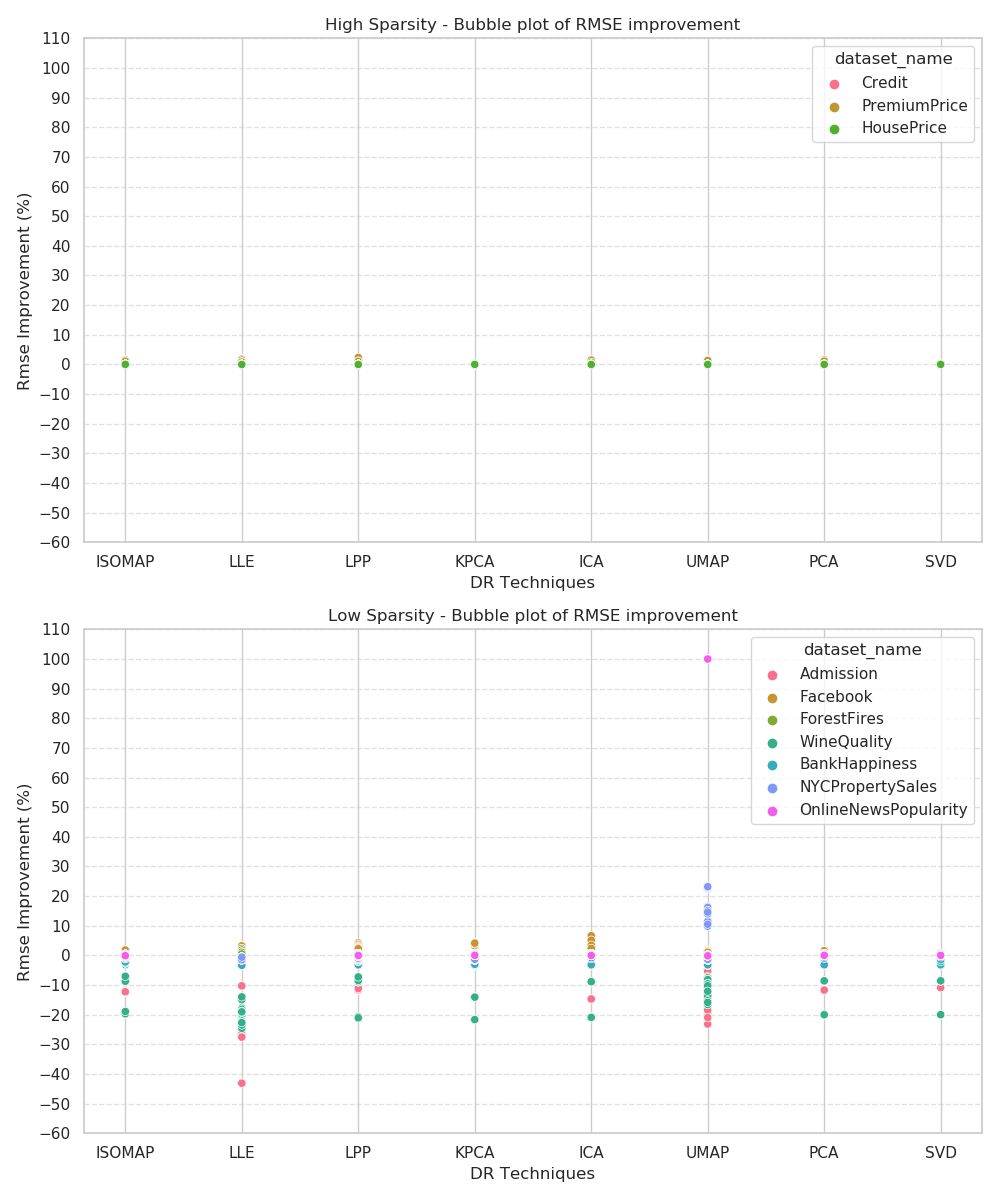 High Sparsity - Bubble plot of RMSE improvement
110
100
90
80
70
60
50
40
30
20
10
0
−10
−20
−30
−40
−50
−60
Rmse Improvement (%)
dataset_name
Credit
PremiumPrice
HousePrice
ISOMAP LLE LPP KPCA ICA UMAP PCA SVD
DR Techniques
Low Sparsity - Bubble plot of RMSE improvement
110
100
90
80
70
60
50
40
30
20
10
0
−10
−20
−30
−40
−50
−60
Rmse Improvement (%)
dataset_name
Admission
Facebook
ForestFires
WineQuality
BankHappiness
NYCPropertySales
OnlineNewsPopularity
ISOMAP LLE LPP KPCA ICA UMAP PCA SVD
DR Techniques